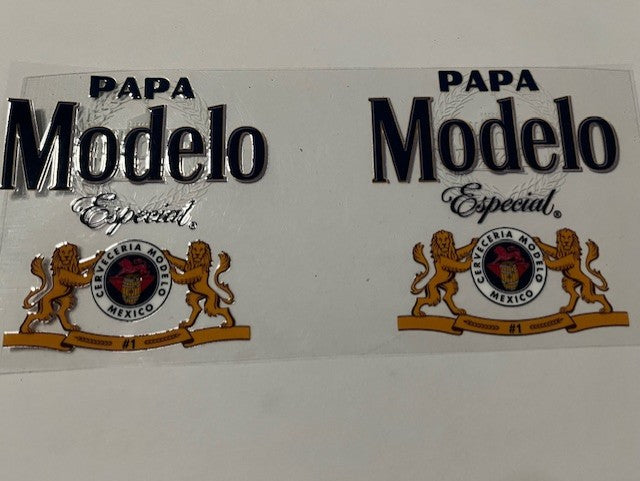 PAPA
Modelo
Especial®
CERVECERIA MODELO
MEXICO
#1
PAPA
Modelo
Especial®
CERVECERIA MODELO
MEXICO
#1